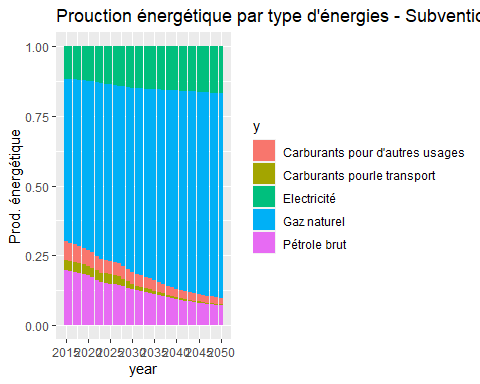 Prouction énergétique par type d'énergies - Subventio
Prod. énergétique
1.00
0.75
0.50
0.25
0.00
2015 2020 2025 2030 2035 2040 2045 2050
year
y
Carburants pour d'autres usages
Carburants pourle transport
Electricité
Gaz naturel
Pétrole brut